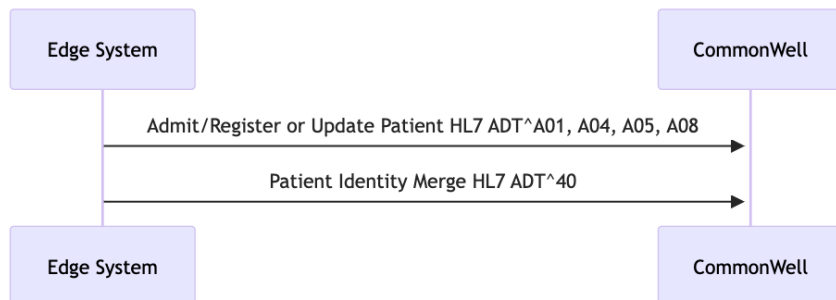 Edge System
CommonWell
Admit/Register or Update Patient HL7 ADT^A01, A04, A05, A08
Patient Identity Merge HL7 ADT^40
Edge System
CommonWell